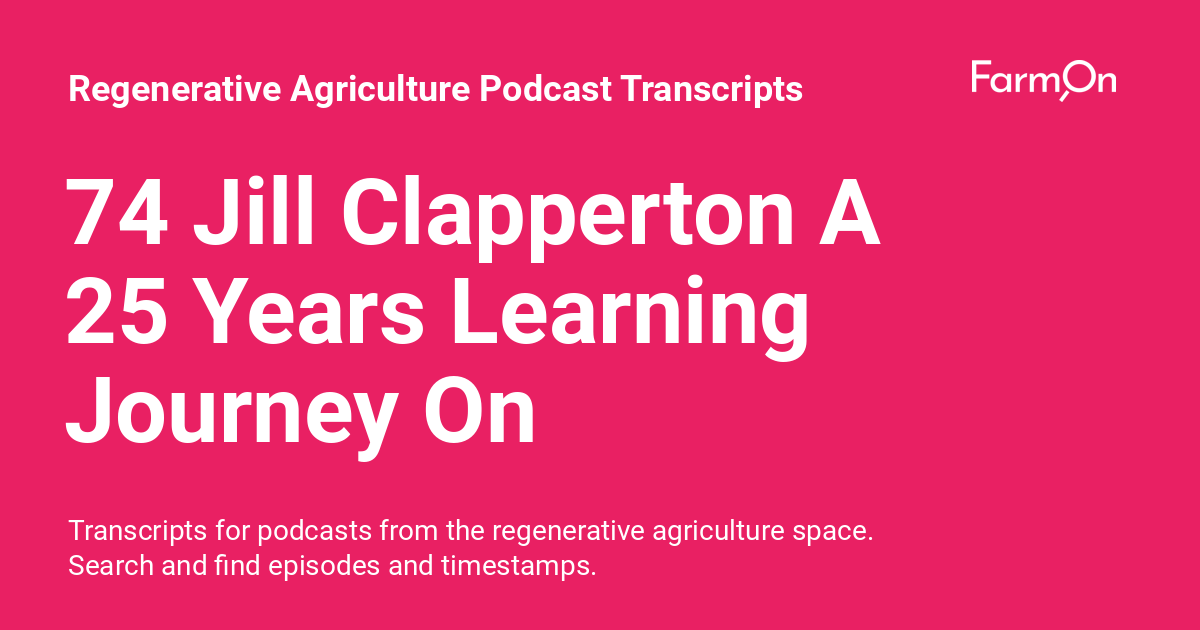 Regenerative Agriculture Podcast Transcripts
FarmOn
74 Jill Clapperton A
25 Years Learning
Journey On
Transcripts for podcasts from the regenerative agriculture space.
Search and find episodes and timestamps.